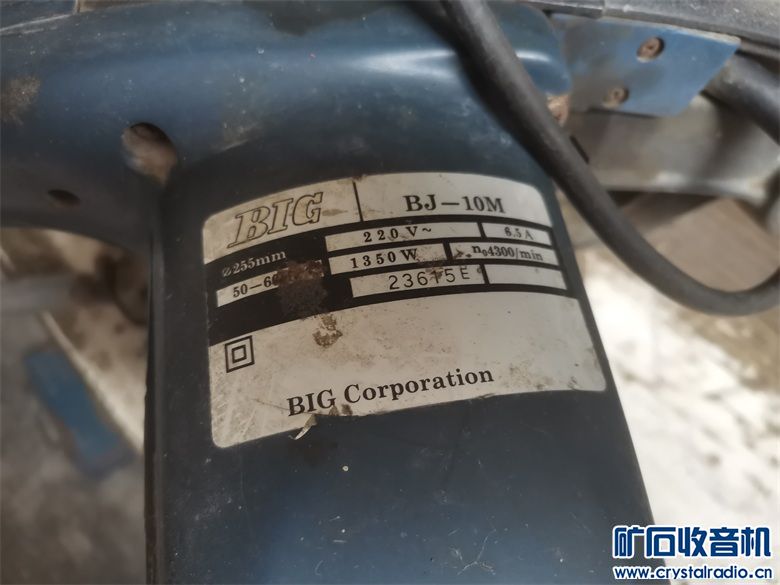 BIG BJ-10M
⌀255mm 220V~ 6.5A
50-6 1350W n₀4300/min
23615E
BIG Corporation
矿石收音机
www.crystalradio.cn